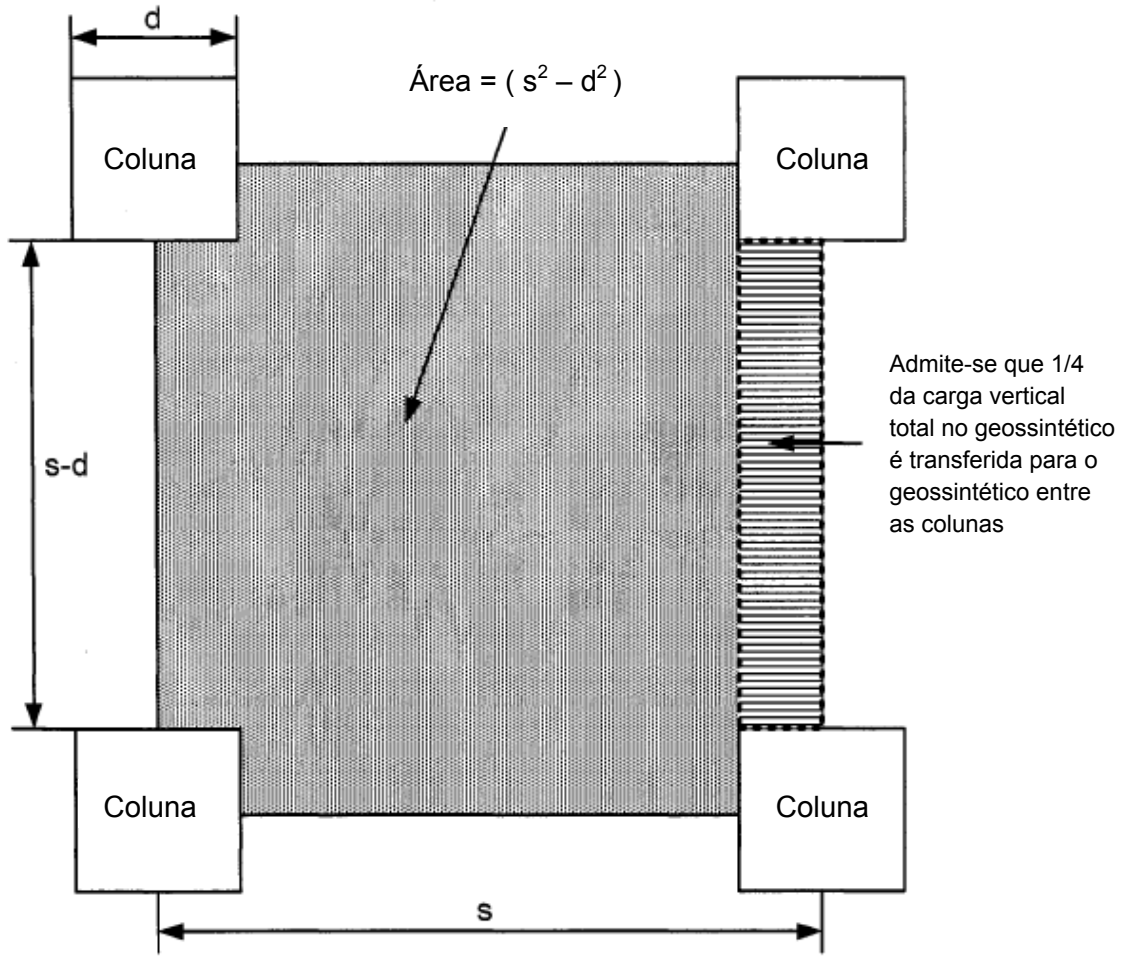 d
Área = ( s² – d² )
Coluna
Coluna
s-d
Admite-se que 1/4
da carga vertical
total no geossintético
é transferida para o
geossintético entre
as colunas
Coluna
Coluna
s